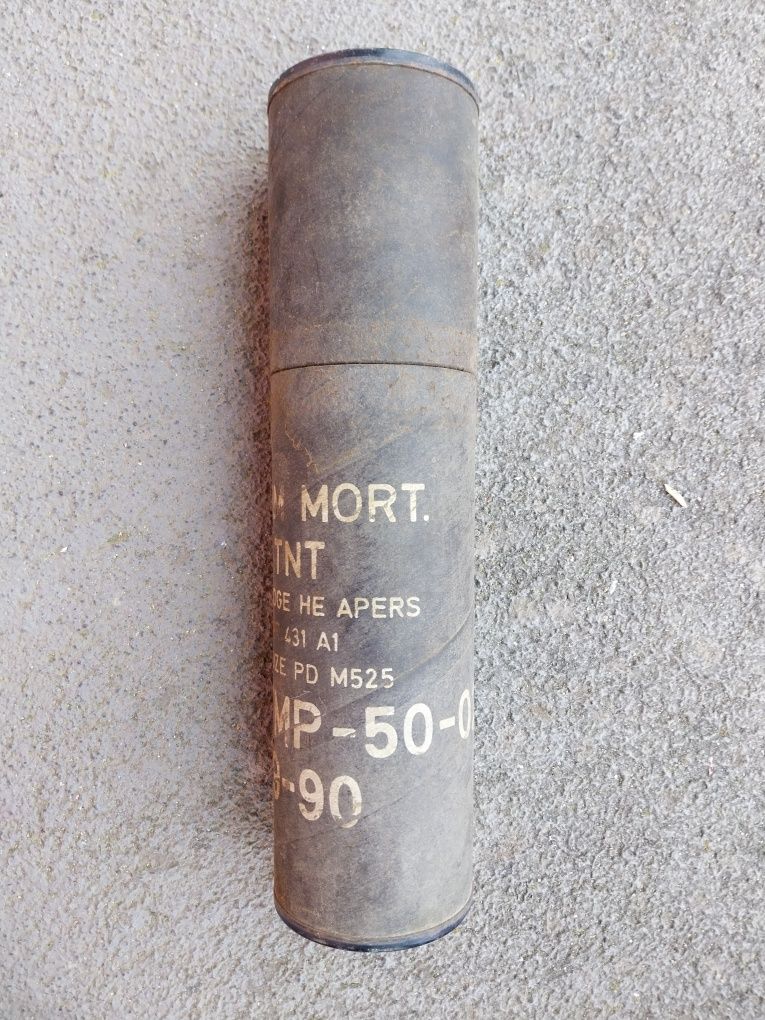 MORT.
TNT
HE APERS
431 A1
PD M525
MP-50-0
-90